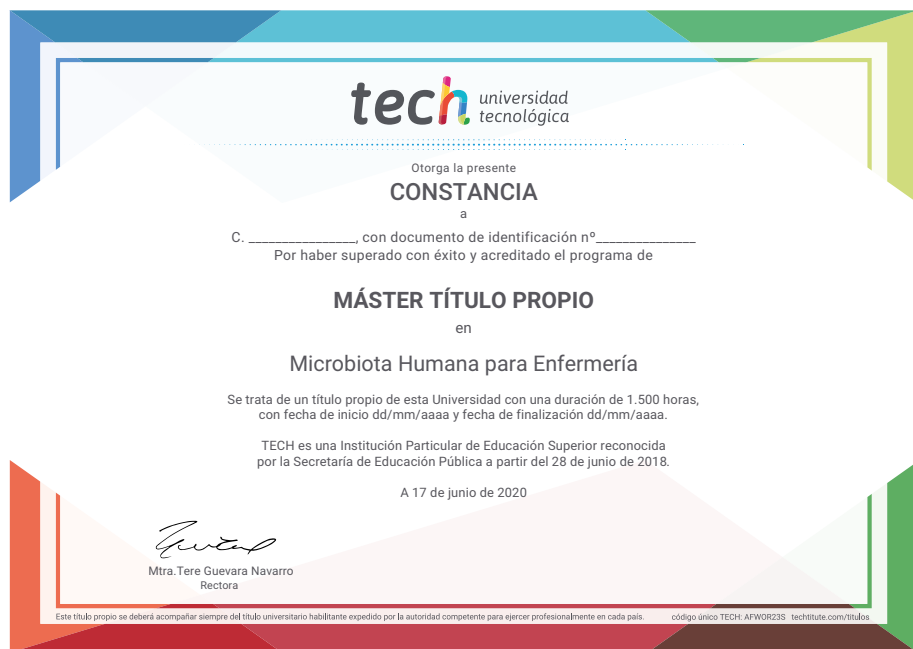 tech universidad
tecnológica
Otorga la presente
CONSTANCIA
a
C. ________________, con documento de identificación nº_______________
Por haber superado con éxito y acreditado el programa de
MÁSTER TÍTULO PROPIO
en
Microbiota Humana para Enfermería
Se trata de un título propio de esta Universidad con una duración de 1.500 horas,
con fecha de inicio dd/mm/aaaa y fecha de finalización dd/mm/aaaa.
TECH es una Institución Particular de Educación Superior reconocida
por la Secretaría de Educación Pública a partir del 28 de junio de 2018.
A 17 de junio de 2020
Mtra.Tere Guevara Navarro
Rectora
Este título propio se deberá acompañar siempre del título universitario habilitante expedido por la autoridad competente para ejercer profesionalmente en cada país. código único TECH: AFWOR23S techtitute.com/titulos